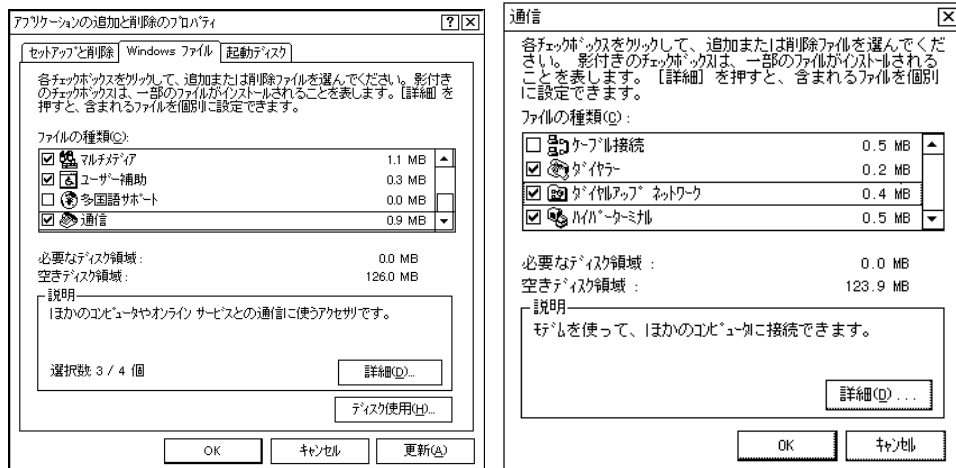 アプリケーションの追加と削除のプロパティ
セットアップと削除
Windows ファイル
起動ディスク
各チェックボックスをクリックして、追加または削除ファイルを選んでください。影付き
のチェックボックスは、一部のファイルがインストールされることを表します。[詳細] を
押すと、含まれるファイルを個別に設定できます。
ファイルの種類(C):
マルチメディア 1.1 MB
ユーザー補助 0.3 MB
多国語サポート 0.0 MB
通信 0.9 MB
必要なディスク領域: 0.0 MB
空きディスク領域: 126.0 MB
説明
ほかのコンピュータやオンライン サービスとの通信に使うアクセサリです。
選択数 3 / 4 個
詳細(D)...
ディスク使用(H)...
OK
キャンセル
更新(A)
通信
各チェックボックスをクリックして、追加または削除ファイルを選んでくだ
さい。 影付きのチェックボックスは、一部のファイルがインストールされる
ことを表します。 [詳細] を押すと、含まれるファイルを個別
に設定できます。
ファイルの種類(C):
ケーブル接続 0.5 MB
ダイヤラー 0.2 MB
ダイヤルアップ ネットワーク 0.4 MB
ハイパーターミナル 0.5 MB
必要なディスク領域 : 0.0 MB
空きディスク領域 : 123.9 MB
説明
モデムを使って、ほかのコンピュータに接続できます。
詳細(D)...
OK
キャンセル